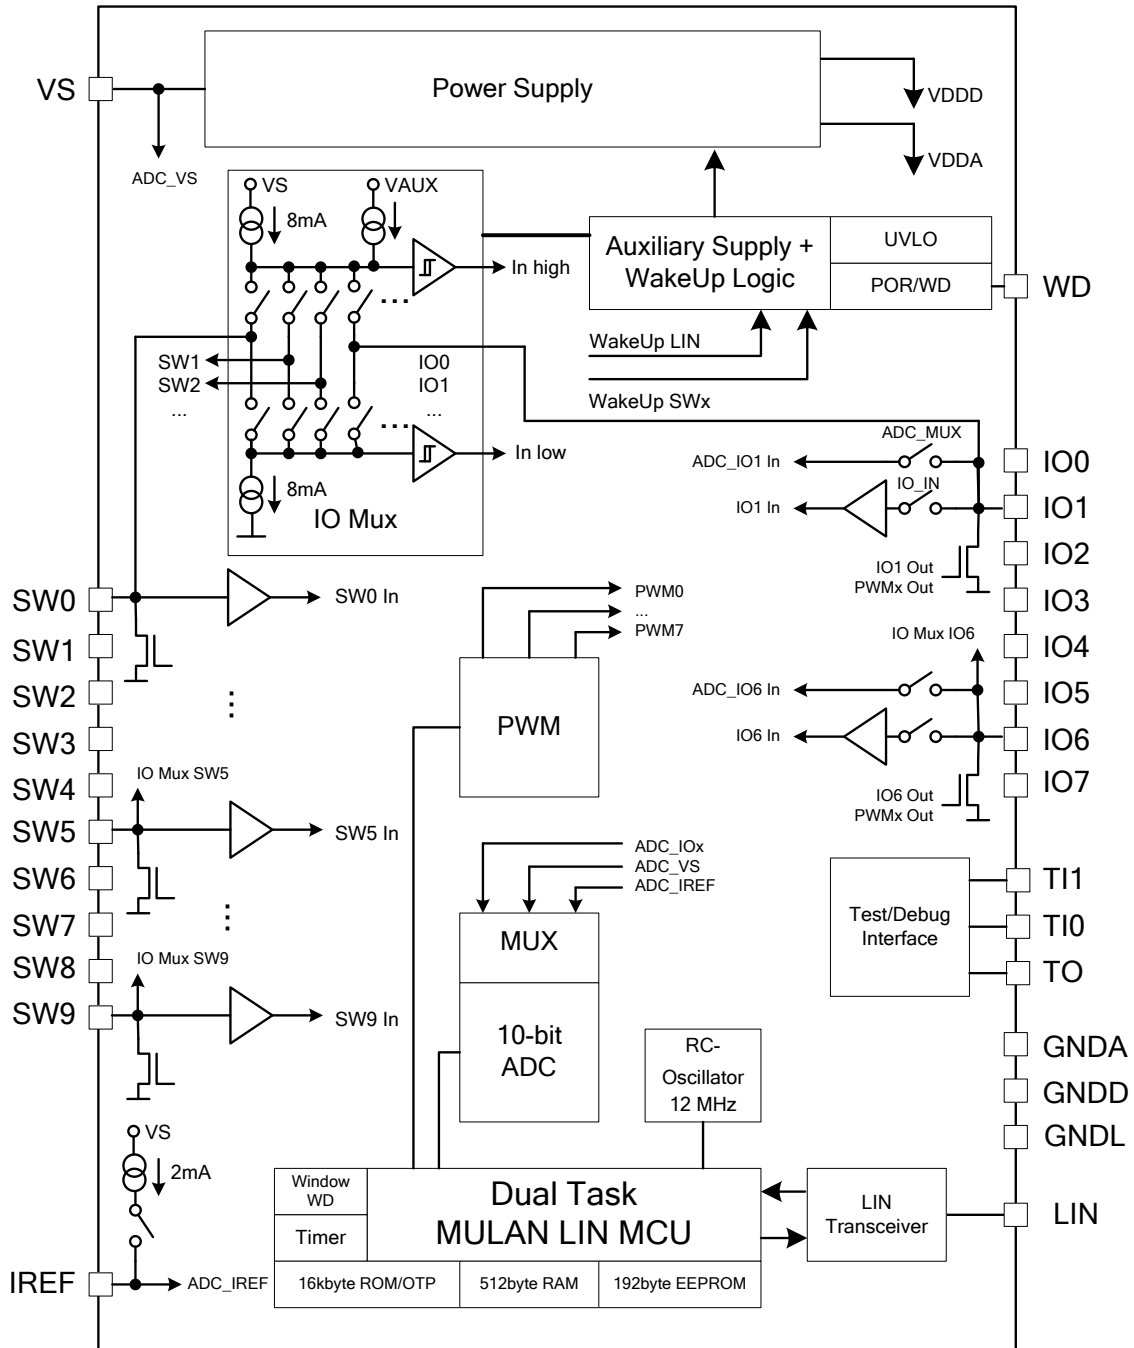 VS
Power Supply
VDDD
VDDA
ADC_VS
VS
VAUX
8mA
In high
Auxiliary Supply +
WakeUp Logic
UVLO
POR/WD
WD
WakeUp LIN
WakeUp SWx
SW1
SW2
...
IO0
IO1
...
In low
8mA
IO Mux
ADC_MUX
ADC_IO1 In
IO_IN
IO1 In
IO1 Out
PWMx Out
IO0
IO1
IO2
IO3
IO4
IO5
IO6
IO7
IO Mux IO6
ADC_IO6 In
IO6 In
IO6 Out
PWMx Out
SW0
SW1
SW2
SW3
SW4
SW5
SW6
SW7
SW8
SW9
SW0 In
IO Mux SW5
SW5 In
IO Mux SW9
SW9 In
PWM0
...
PWM7
PWM
ADC_IOx
ADC_VS
ADC_IREF
MUX
10-bit
ADC
RC-
Oscillator
12 MHz
Test/Debug
Interface
TI1
TI0
TO
GNDA
GNDD
GNDL
VS
2mA
IREF
ADC_IREF
Window
WD
Timer
Dual Task
MULAN LIN MCU
16kbyte ROM/OTP
512byte RAM
192byte EEPROM
LIN
Transceiver
LIN